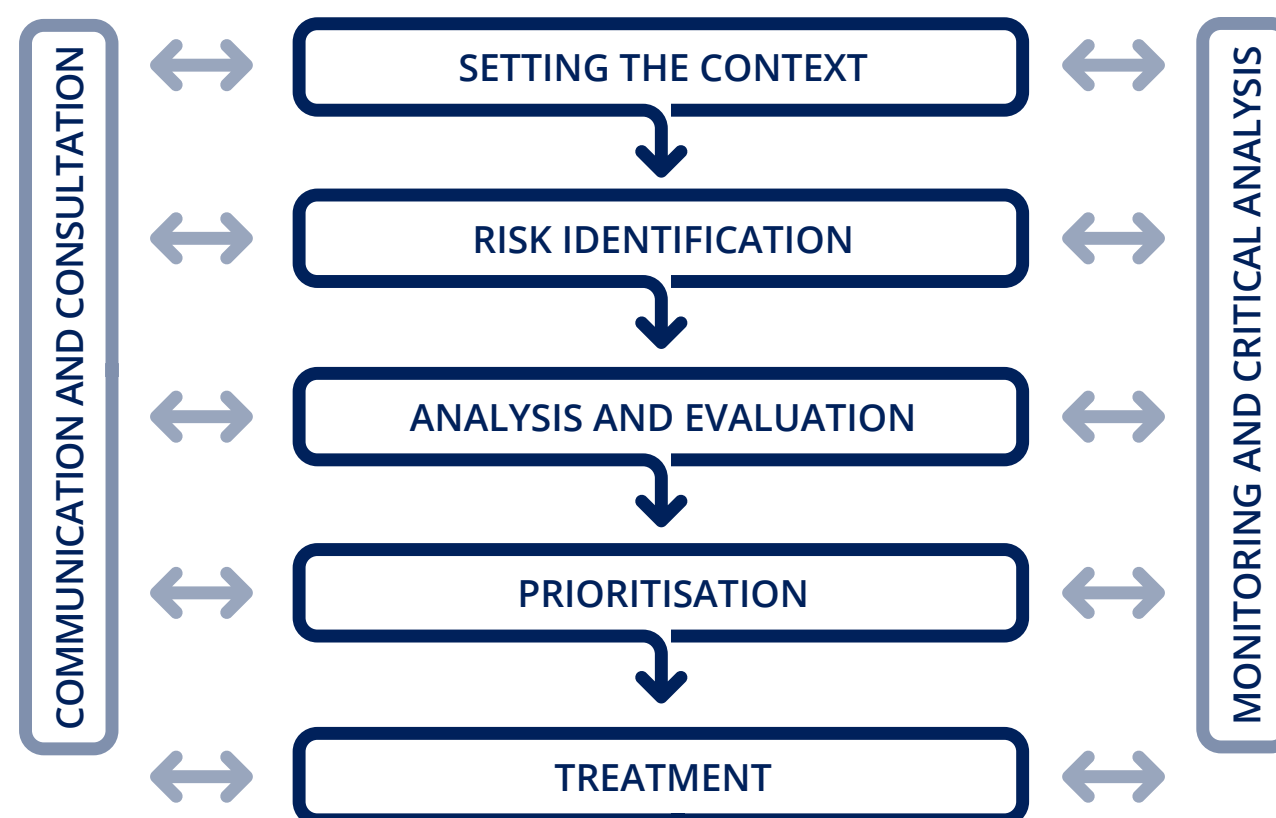 COMMUNICATION AND CONSULTATION
SETTING THE CONTEXT
RISK IDENTIFICATION
ANALYSIS AND EVALUATION
PRIORITISATION
TREATMENT
MONITORING AND CRITICAL ANALYSIS